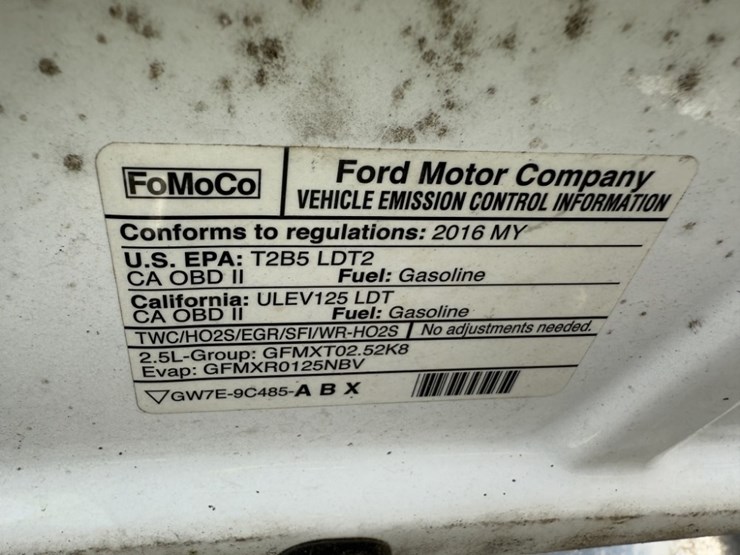 FoMoCo
Ford Motor Company
VEHICLE EMISSION CONTROL INFORMATION
Conforms to regulations: 2016 MY
U.S. EPA: T2B5 LDT2
CA OBD II Fuel: Gasoline
California: ULEV125 LDT
CA OBD II Fuel: Gasoline
TWC/HO2S/EGR/SFI/WR-HO2S No adjustments needed.
2.5L-Group: GFMXT02.52K8
Evap: GFMXR0125NBV
GW7E-9C485-A B X